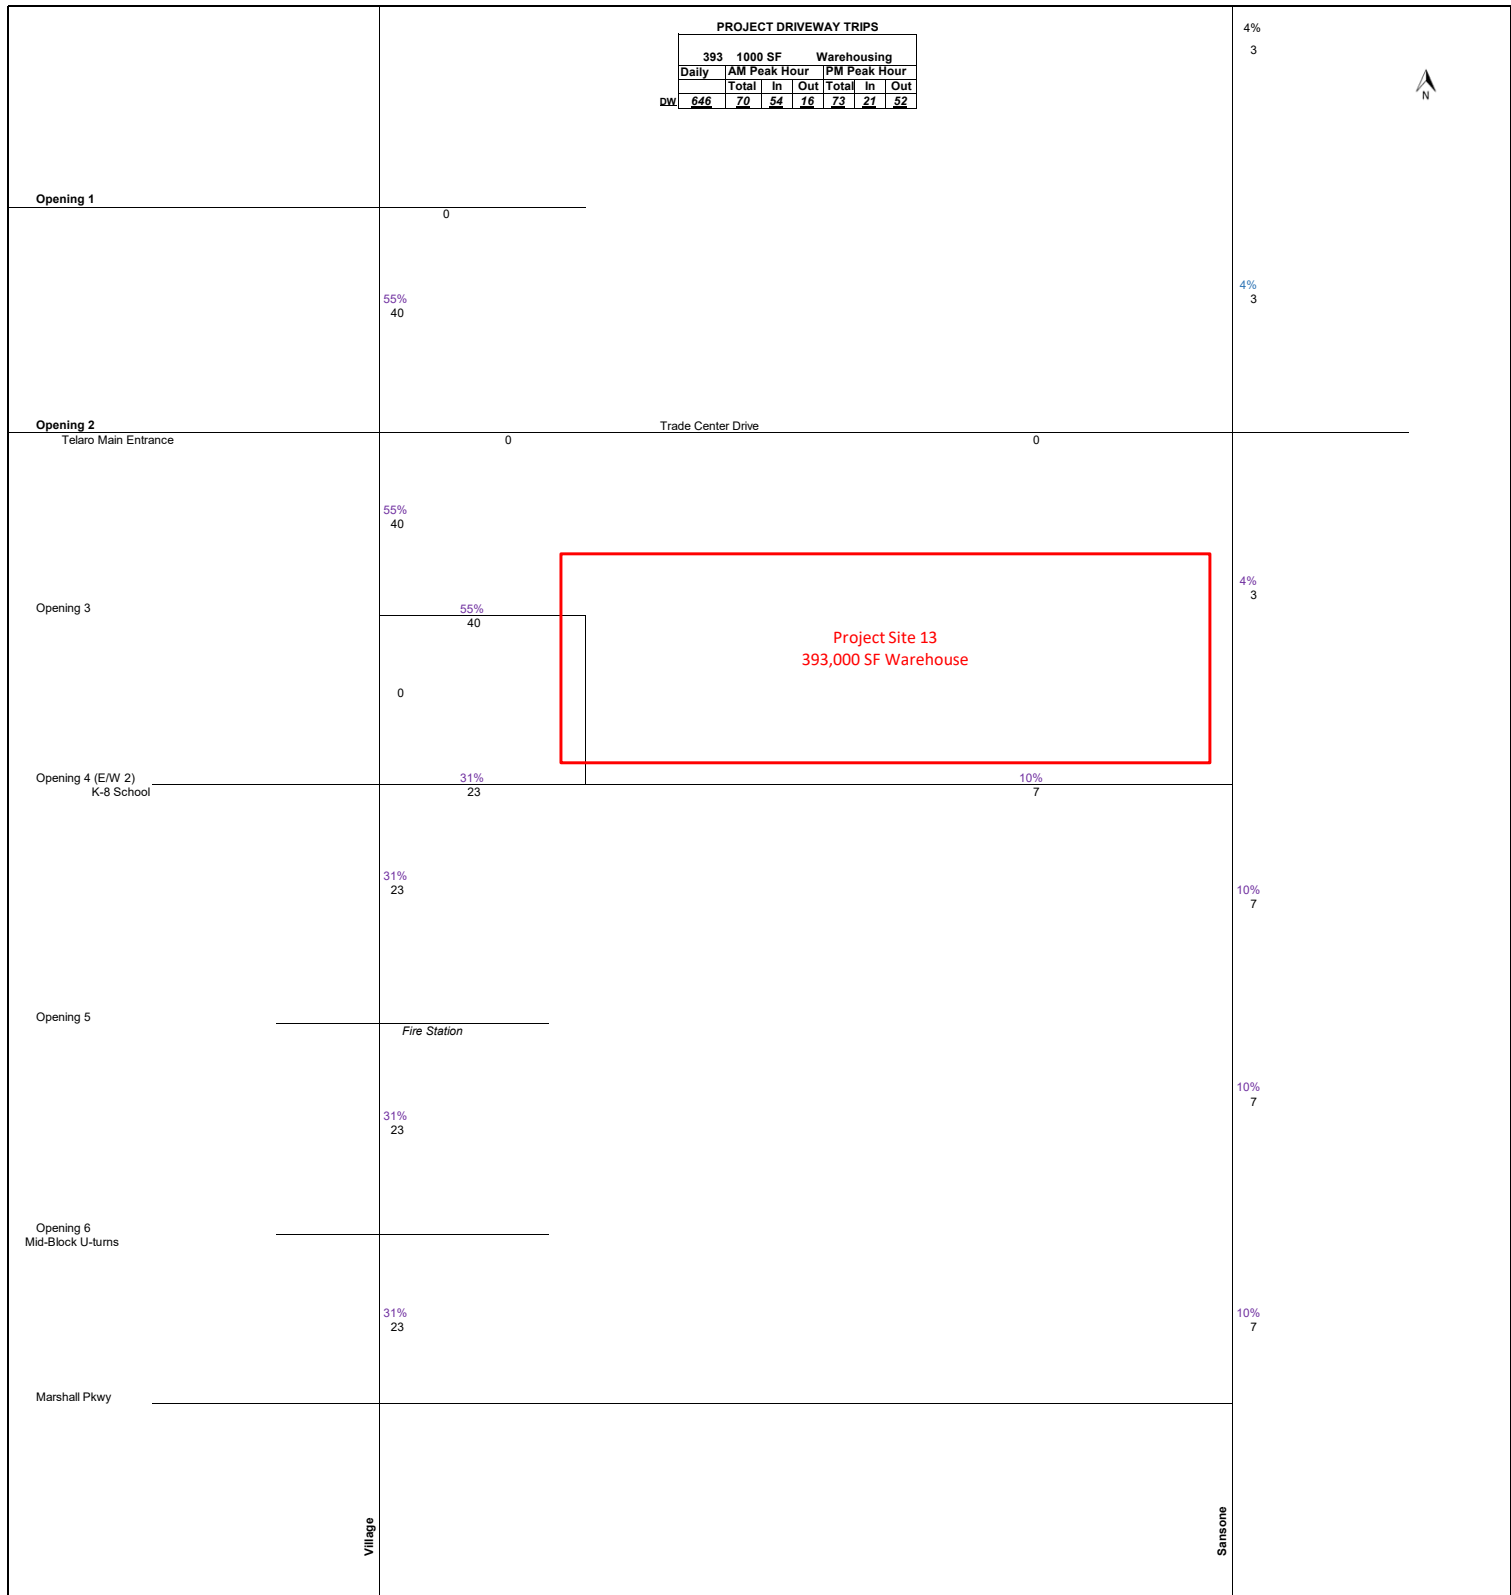 PROJECT DRIVEWAY TRIPS
393 1000 SF Warehousing
Daily AM Peak Hour PM Peak Hour
Total In Out Total In Out
DW 646 70 54 16 73 21 52
4%
3
N
Opening 1
0
55%
40
4%
3
Opening 2
Telaro Main Entrance
Trade Center Drive
0
0
55%
40
4%
3
Opening 3
55%
40
Project Site 13
393,000 SF Warehouse
0
Opening 4 (E/W 2)
K-8 School
31%
23
10%
7
31%
23
10%
7
Opening 5
Fire Station
31%
23
10%
7
Opening 6
Mid-Block U-turns
31%
23
10%
7
Marshall Pkwy
Village
Sansone